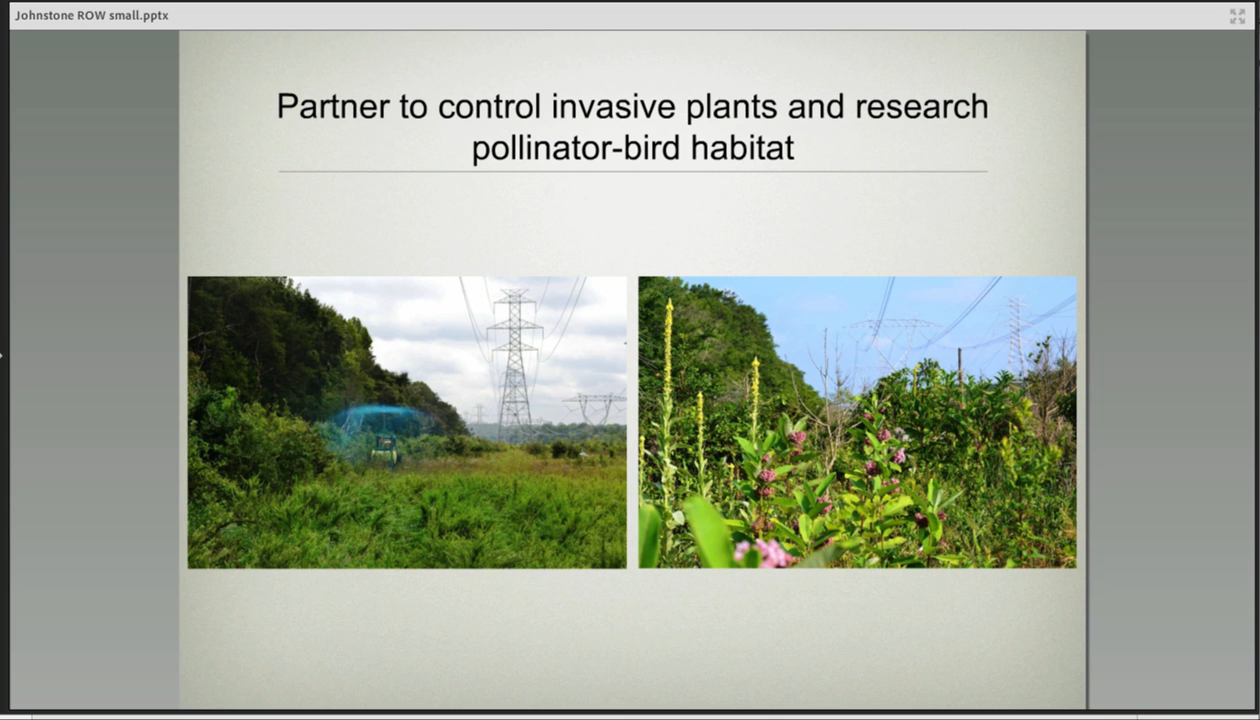 Johnstone ROW small.pptx
Partner to control invasive plants and research
pollinator-bird habitat